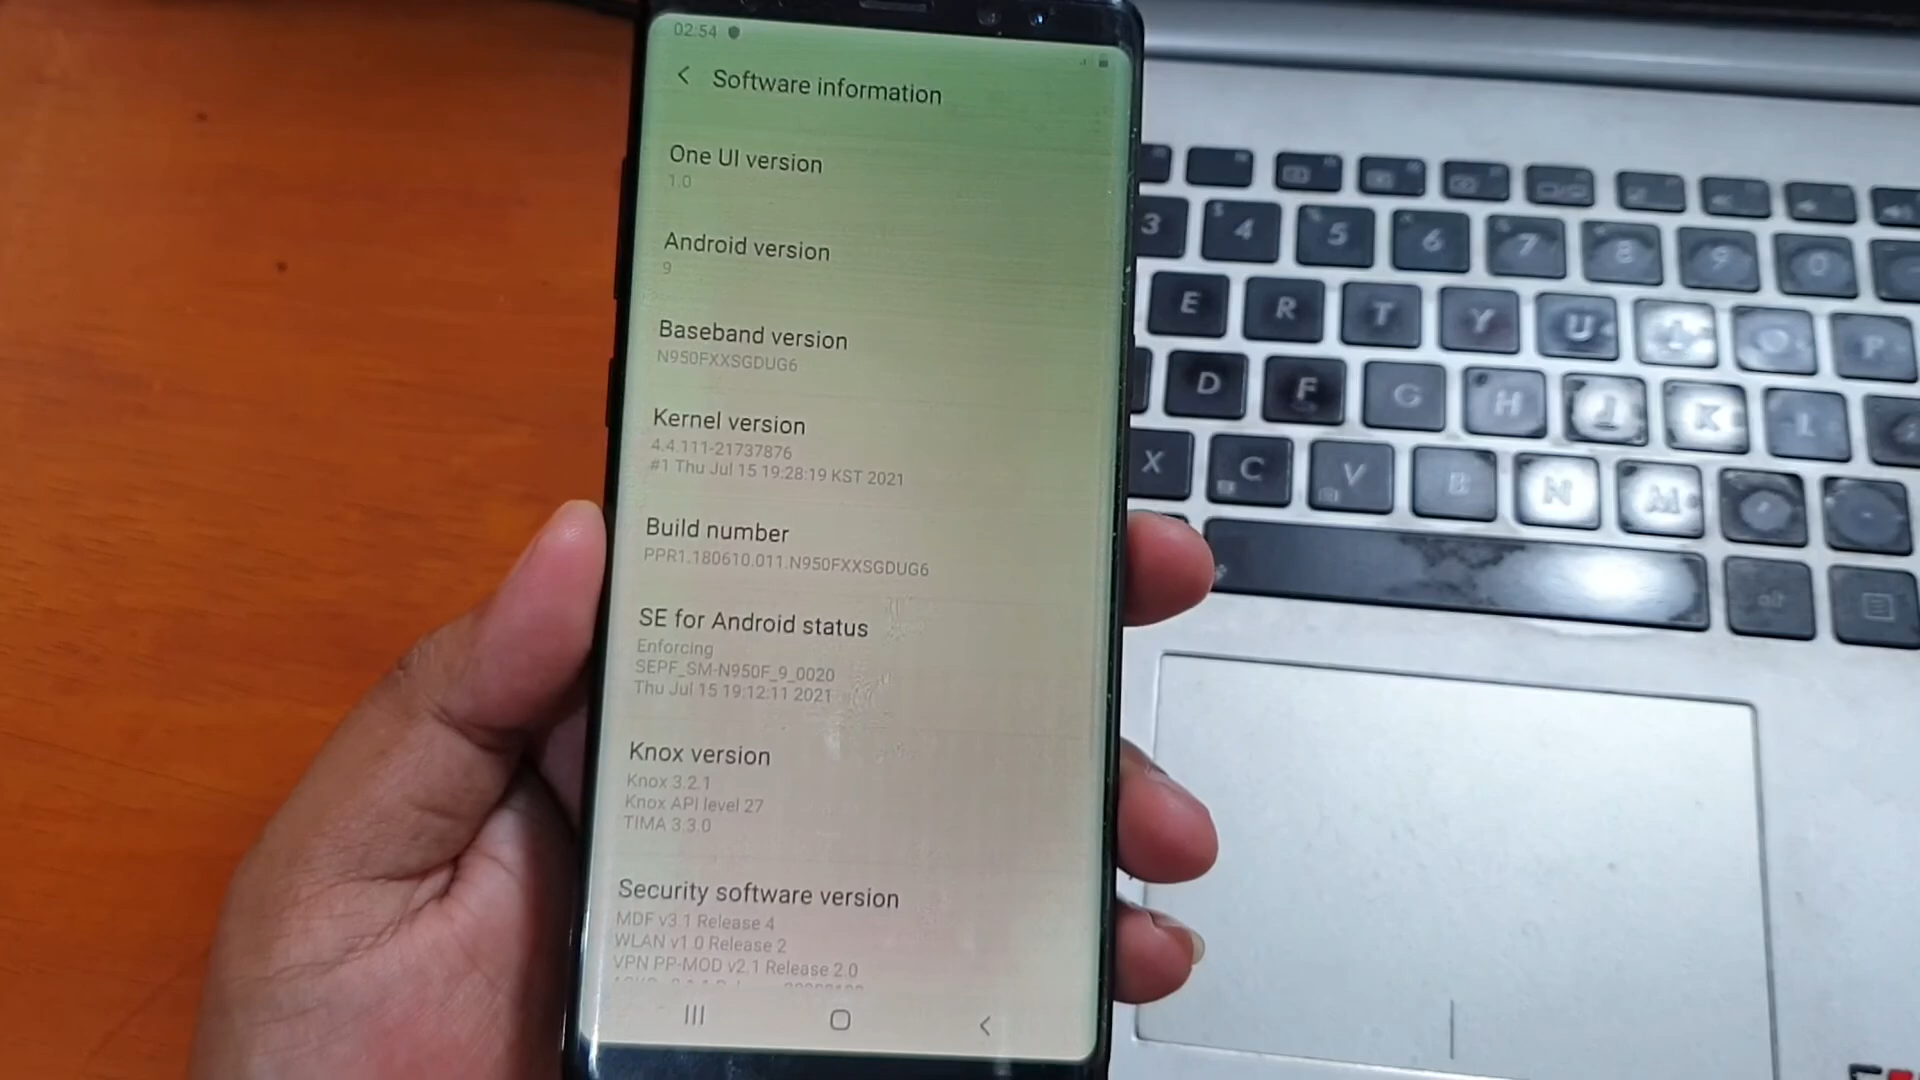 02:54
Software information
One UI version
1.0
Android version
9
Baseband version
N950FXXSGDUG6
Kernel version
4.4.111-21737876
#1 Thu Jul 15 19:28:19 KST 2021
Build number
PPR1.180610.011.N950FXXSGDUG6
SE for Android status
Enforcing
SEPF_SM-N950F_9_0020
Thu Jul 15 19:12:11 2021
Knox version
Knox 3.2.1
Knox API level 27
TIMA 3.3.0
Security software version
MDF v3.1 Release 4
WLAN v1.0 Release 2
VPN PP-MOD v2.1 Release 2.0
3 $ 4 % 5 6 7 8 9 0
E R T Y U I O P
D F G H J K L
X C V B N M
alt